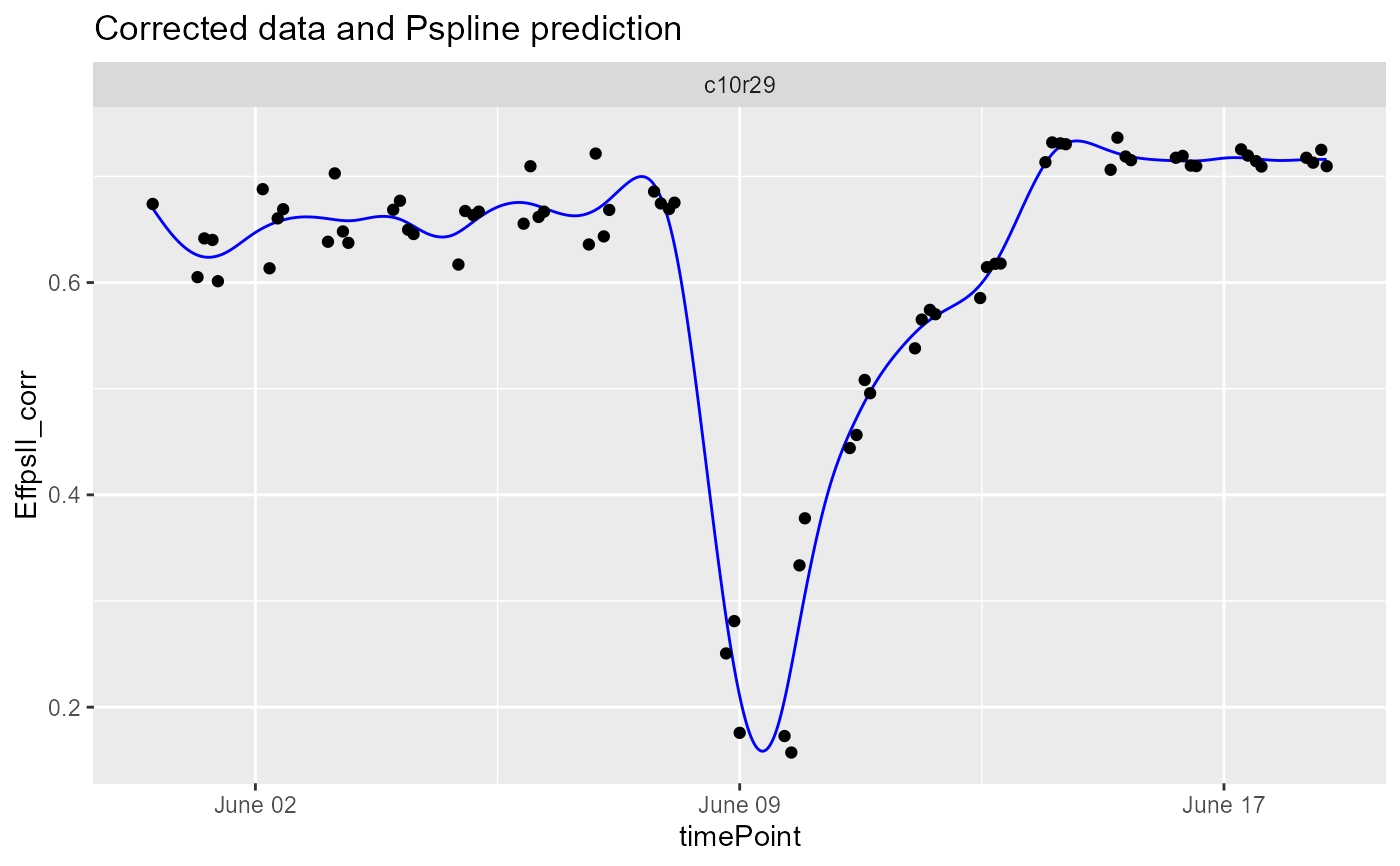 Corrected data and Pspline prediction
c10r29
EffpsII_corr
0.6
0.4
0.2
June 02
June 09
June 17
timePoint